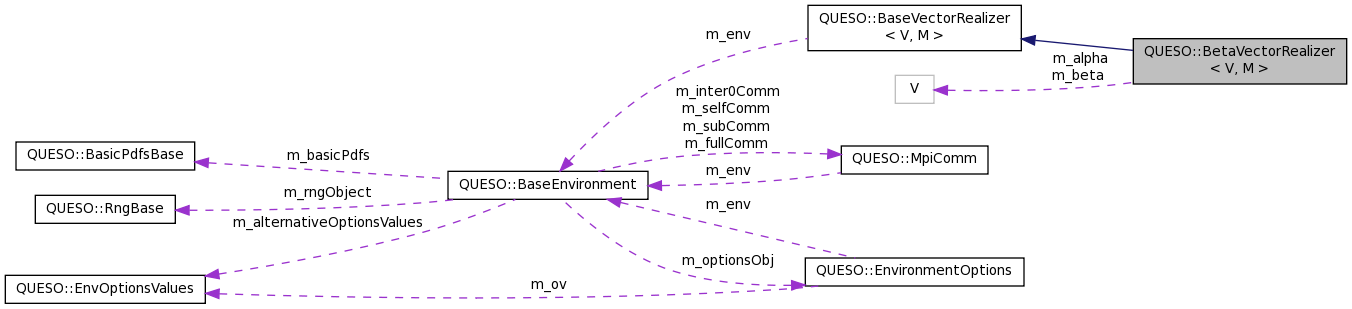 QUESO::BaseVectorRealizer
< V, M >
m_env
QUESO::BetaVectorRealizer
< V, M >
m_alpha
m_beta
V
m_inter0Comm
m_selfComm
m_subComm
m_fullComm
QUESO::BasicPdfsBase
m_basicPdfs
QUESO::MpiComm
m_env
QUESO::BaseEnvironment
m_rngObject
QUESO::RngBase
m_env
m_alternativeOptionsValues
m_optionsObj
QUESO::EnvironmentOptions
QUESO::EnvOptionsValues
m_ov